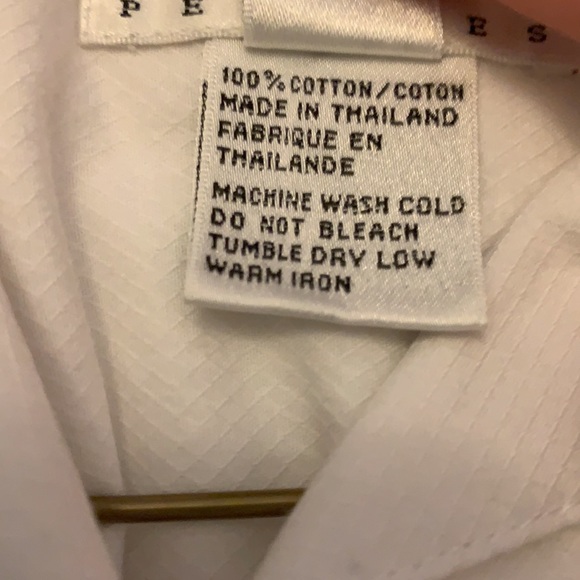 P E E S
100% COTTON/COTON
MADE IN THAILAND
FABRIQUE EN
THAILANDE
MACHINE WASH COLD
DO NOT BLEACH
TUMBLE DRY LOW
WARM IRON